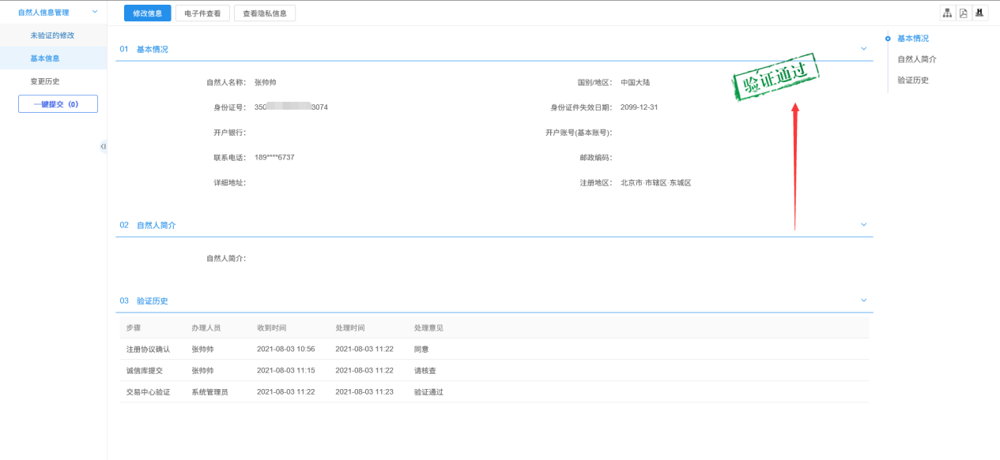 自然人信息管理
未验证的修改
基本信息
变更历史
一键提交（0）
修改信息 电子件查看 查看隐私信息
01 基本情况
自然人名称： 张帅帅 国别/地区： 中国大陆
身份证号： 350 3074 身份证件失效日期： 2099-12-31
开户银行： 开户账号(基本账号)：
联系电话： 189****6737 邮政编码：
详细地址： 注册地区： 北京市·市辖区·东城区
验证通过
02 自然人简介
自然人简介：
03 验证历史
步骤 办理人员 收到时间 处理时间 处理意见
注册协议确认 张帅帅 2021-08-03 10:56 2021-08-03 11:22 同意
诚信库提交 张帅帅 2021-08-03 11:15 2021-08-03 11:22 请核查
交易中心验证 系统管理员 2021-08-03 11:22 2021-08-03 11:23 验证通过
基本情况
自然人简介
验证历史